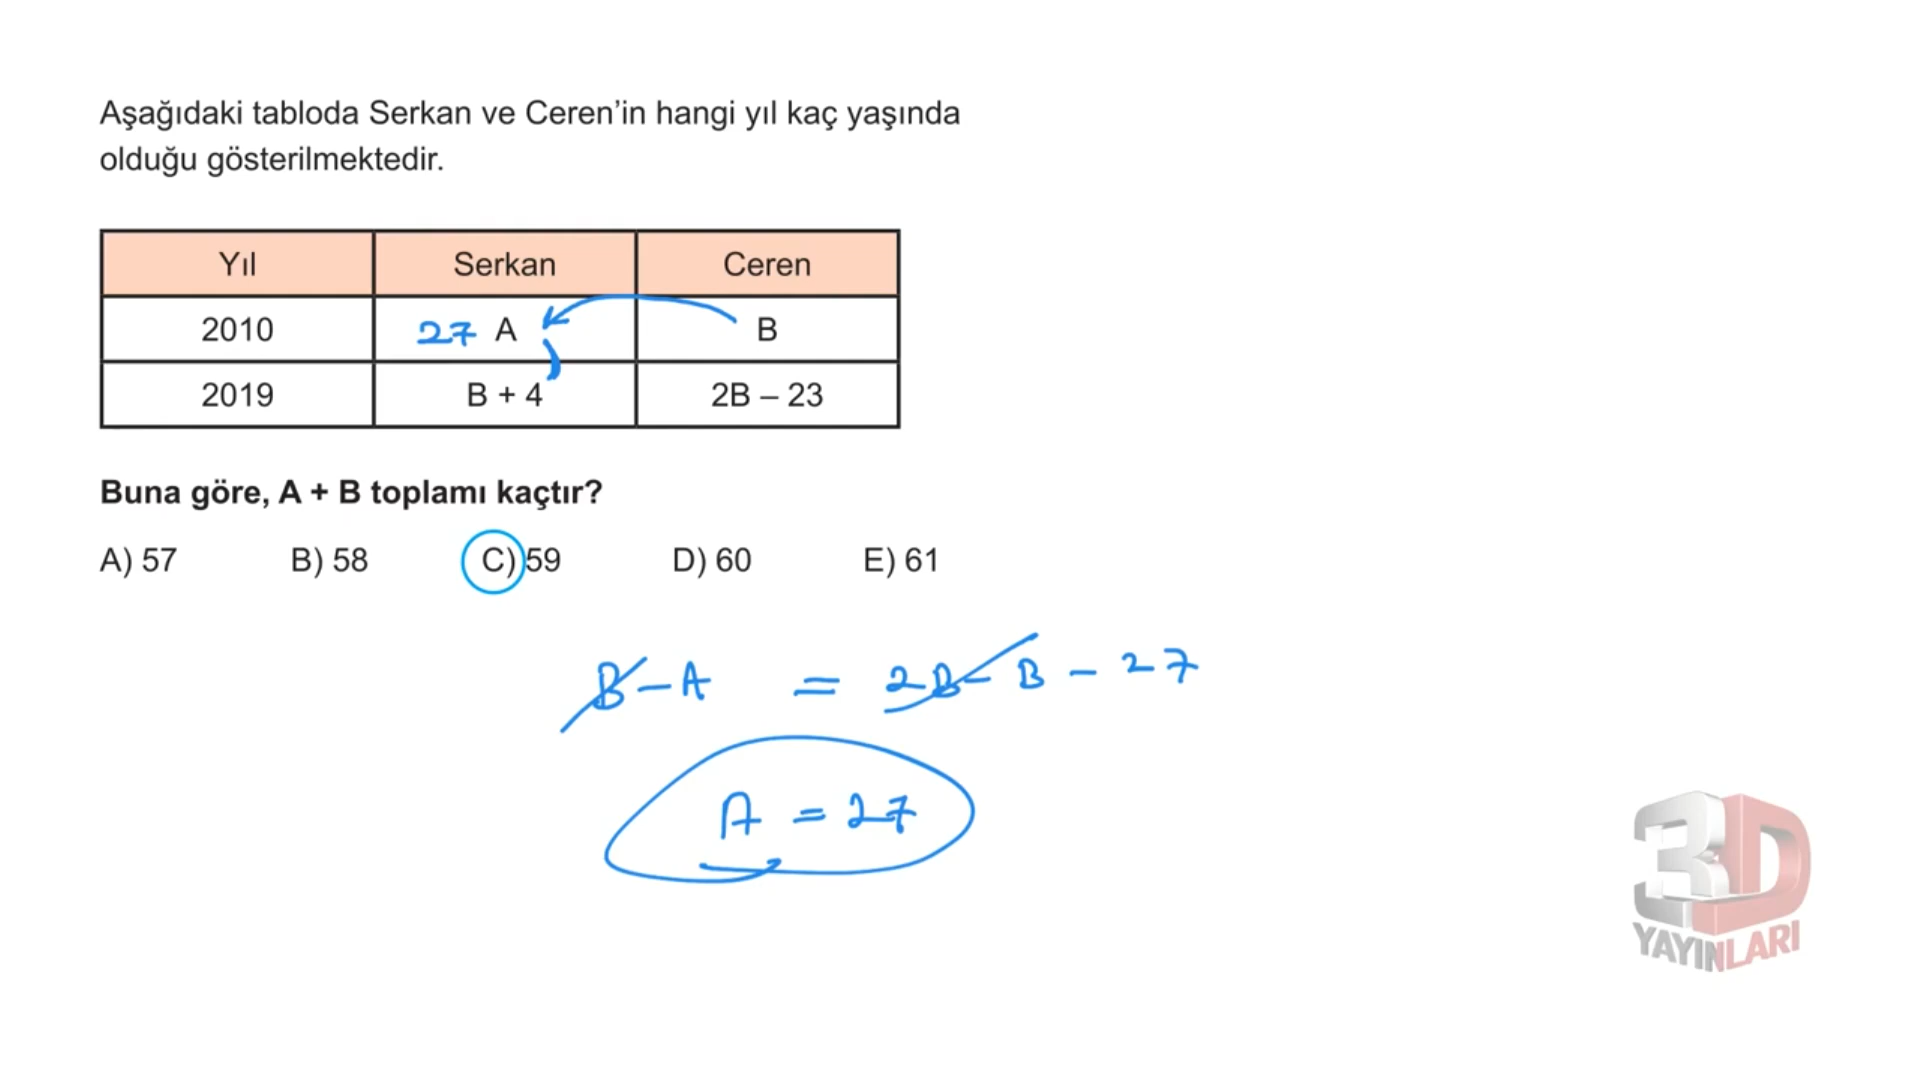 Aşağıdaki tabloda Serkan ve Ceren’in hangi yıl kaç yaşında
olduğu gösterilmektedir.
Yıl Serkan Ceren
2010 27 A B
2019 B + 4 2B – 23
Buna göre, A + B toplamı kaçtır?
A) 57 B) 58 C) 59 D) 60 E) 61
B - A = 2B - B - 27
A = 27
3D
YAYINLARI